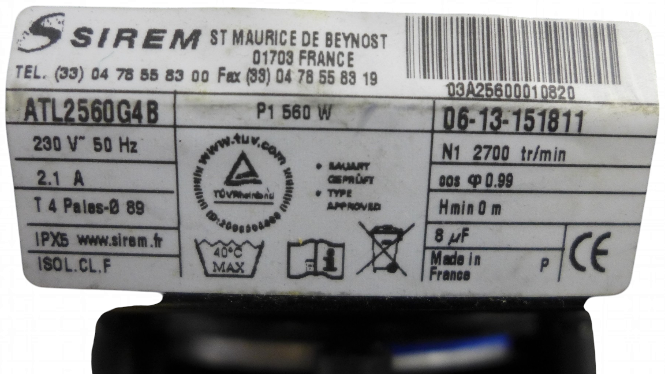 SIREM ST MAURICE DE BEYNOST
01703 FRANCE
TEL. (33) 04 78 55 83 00 Fax (33) 04 78 55 83 19
03A25600010820
ATL2560G4B P1 560 W 06-13-151811
230 V~ 50 Hz
N1 2700 tr/min
2.1 A
cos φ 0.99
T 4 Pales-Ø 89
Hmin 0 m
IPX5 www.sirem.fr
8 µF
ISOL.CL.F
Made in
France P CE
www.tuv.com
TÜVRheinland
• BAUART
GEPRÜFT
• TYPE
APPROVED
40°C
MAX
i